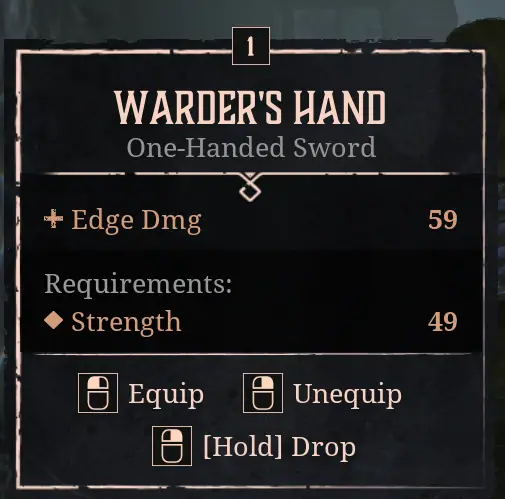 1
WARDER'S HAND
One-Handed Sword
Edge Dmg 59
Requirements:
Strength 49
Equip Unequip
[Hold] Drop